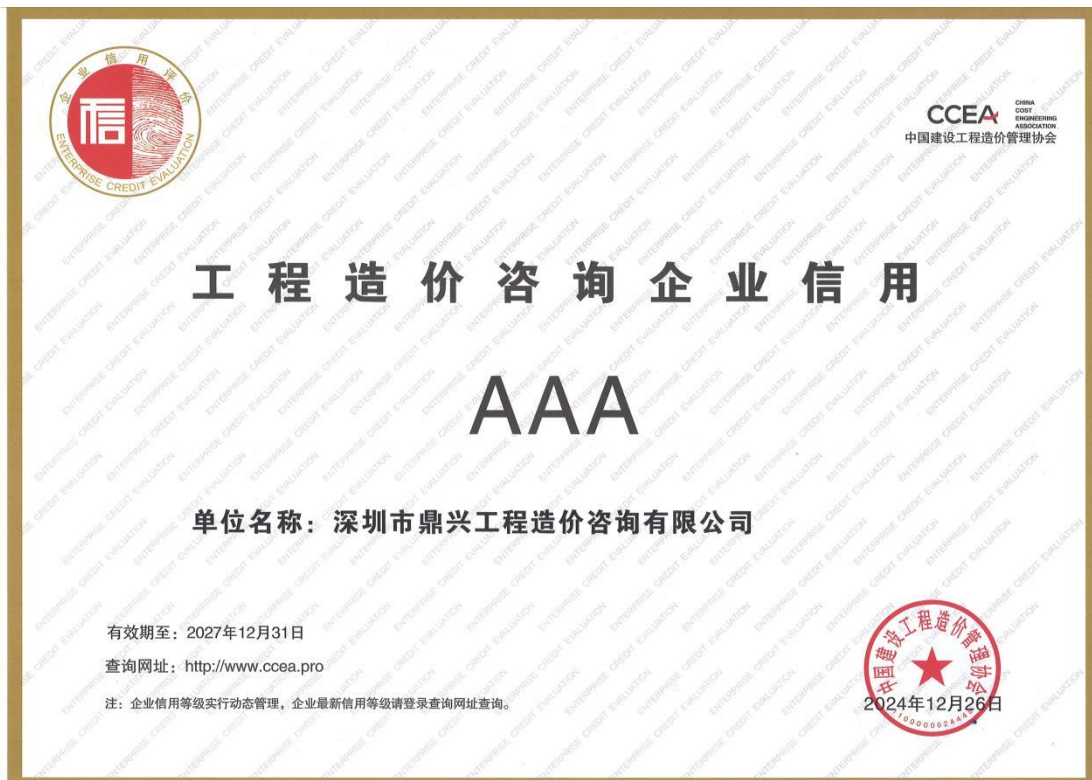 企业信用评价
信
ENTERPRISE CREDIT EVALUATION
CCEA
CHINA
COST
ENGINEERING
ASSOCIATION
中国建设工程造价管理协会
工程造价咨询企业信用
AAA
单位名称：深圳市鼎兴工程造价咨询有限公司
有效期至：2027年12月31日
查询网址：http://www.ccea.pro
注：企业信用等级实行动态管理，企业最新信用等级请登录查询网址查询。
中国建设工程造价管理协会
2024年12月26日